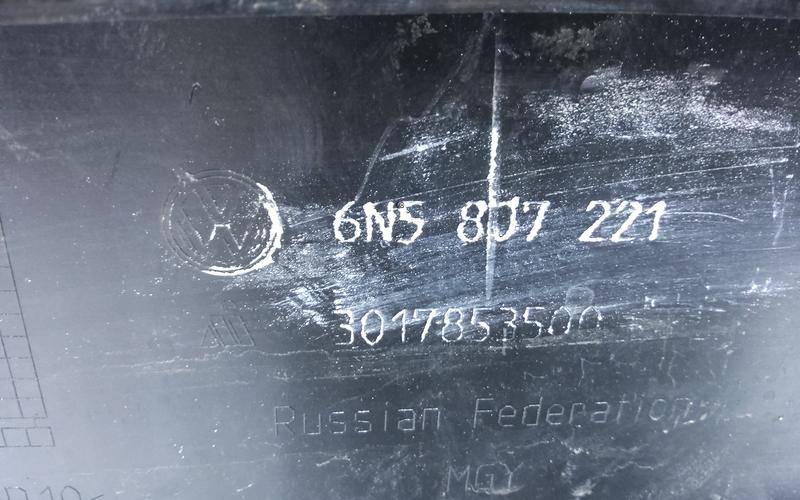 6N5 807 221
3017853500
Russian Federation
MGY